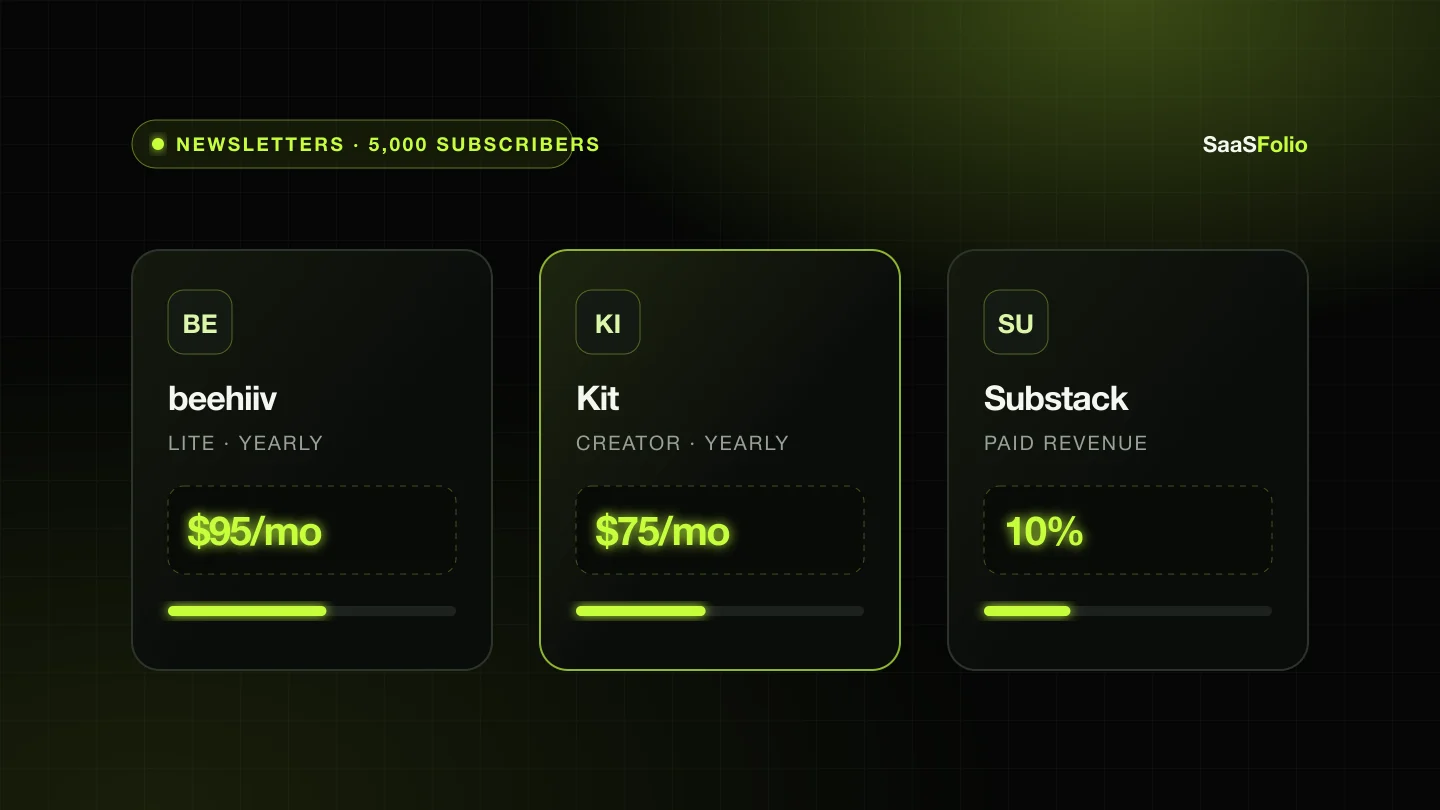 NEWSLETTERS · 5,000 SUBSCRIBERS
SaaSFolio
BE
beehiiv
LITE · YEARLY
$95/mo
KI
Kit
CREATOR · YEARLY
$75/mo
SU
Substack
PAID REVENUE
10%